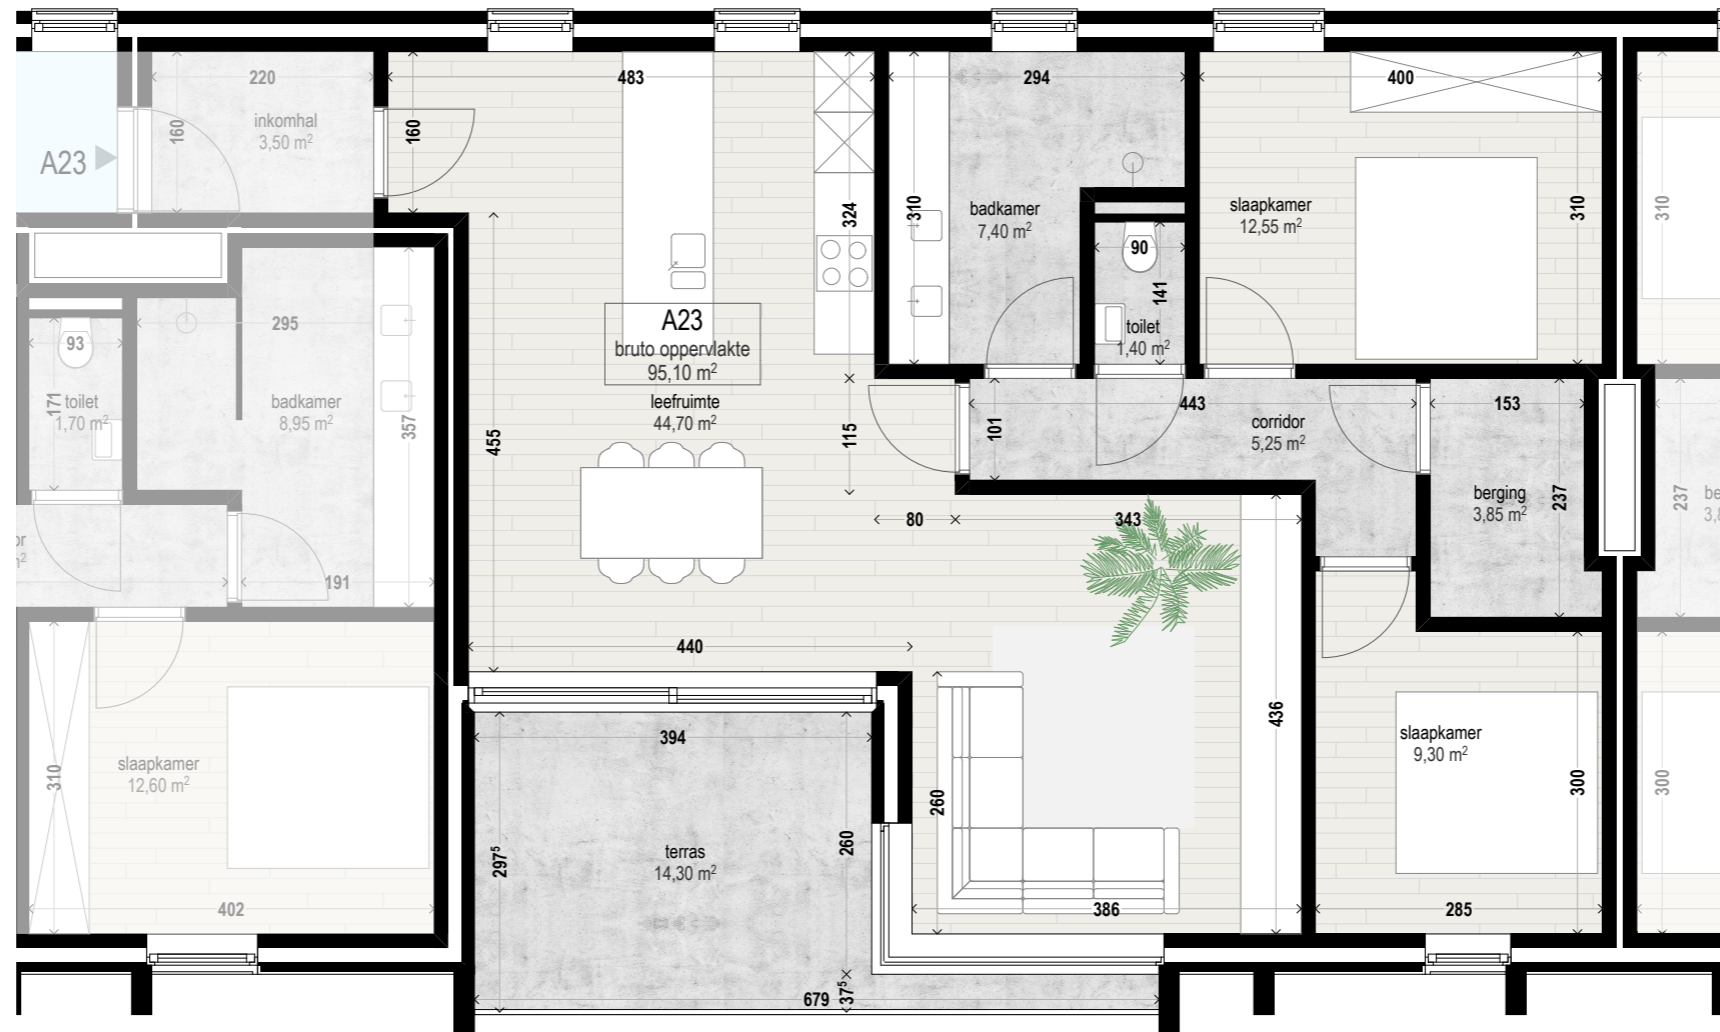 220
483
294
400
160
inkomhal
3,50 m²
160
A23
324
310
badkamer
7,40 m²
90
141
toilet
1,40 m²
slaapkamer
12,55 m²
310
310
A23
bruto oppervlakte
95,10 m²
leefruimte
44,70 m²
93
171
toilet
1,70 m²
295
badkamer
8,95 m²
357
455
115
101
443
corridor
5,25 m²
153
berging
3,85 m²
237
237
be
3,8
or
m²
191
80
343
440
310
slaapkamer
12,60 m²
402
394
297⁵
terras
14,30 m²
260
260
436
386
slaapkamer
9,30 m²
300
300
285
679
37⁵